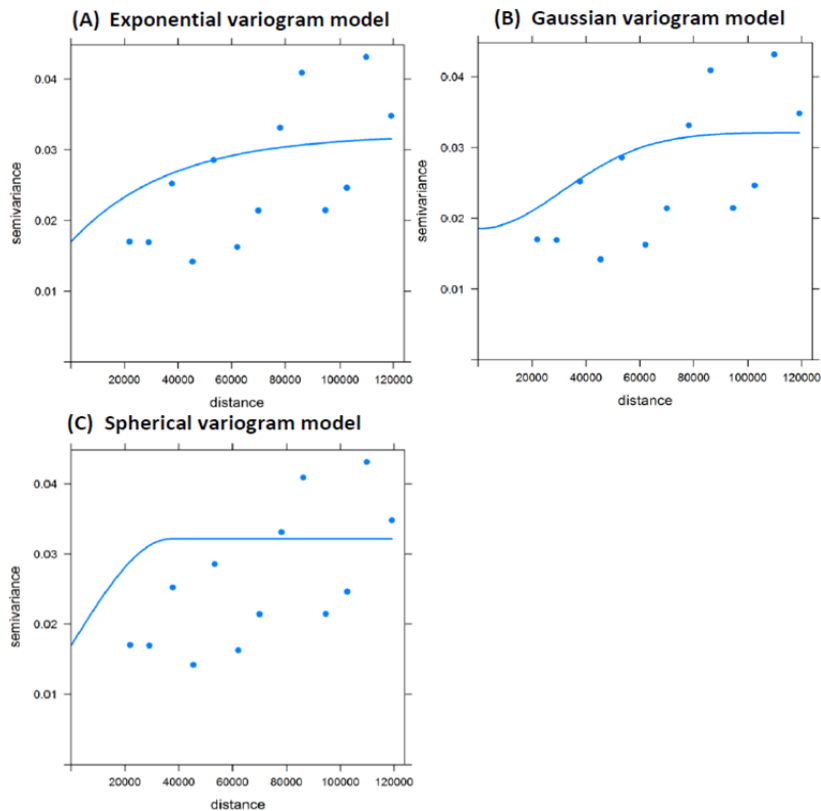 (A) Exponential variogram model
0.04
0.03
0.02
0.01
semivariance
20000 40000 60000 80000 100000 120000
distance
(B) Gaussian variogram model
0.04
0.03
0.02
0.01
semivariance
20000 40000 60000 80000 100000 120000
distance
(C) Spherical variogram model
0.04
0.03
0.02
0.01
semivariance
20000 40000 60000 80000 100000 120000
distance